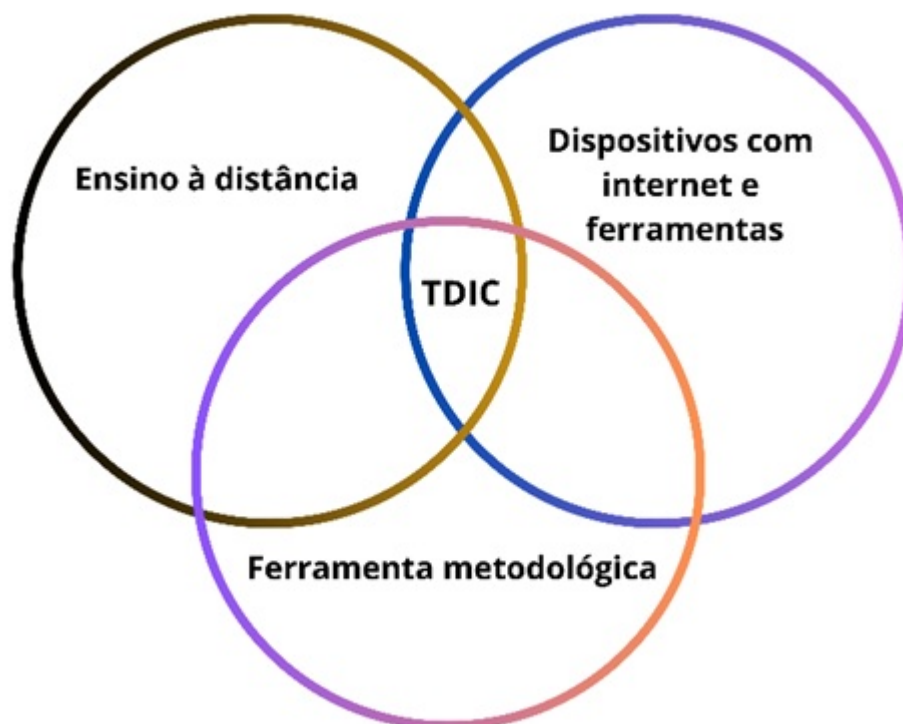 Ensino à distância
Dispositivos com
internet e
ferramentas
TDIC
Ferramenta metodológica